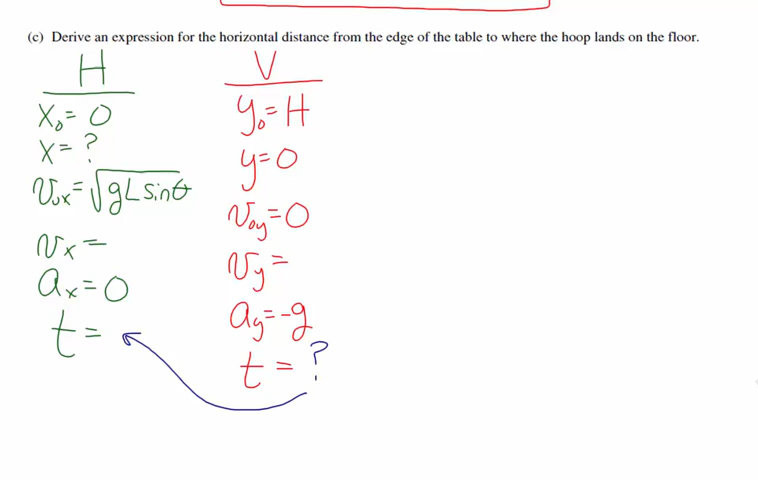 (c) Derive an expression for the horizontal distance from the edge of the table to where the hoop lands on the floor.
H
x₀ = 0
x = ?
v₀ₓ = √gL sinθ
vₓ =
aₓ = 0
t =
V
y₀ = H
y = 0
v₀y = 0
vy =
ay = -g
t = ?